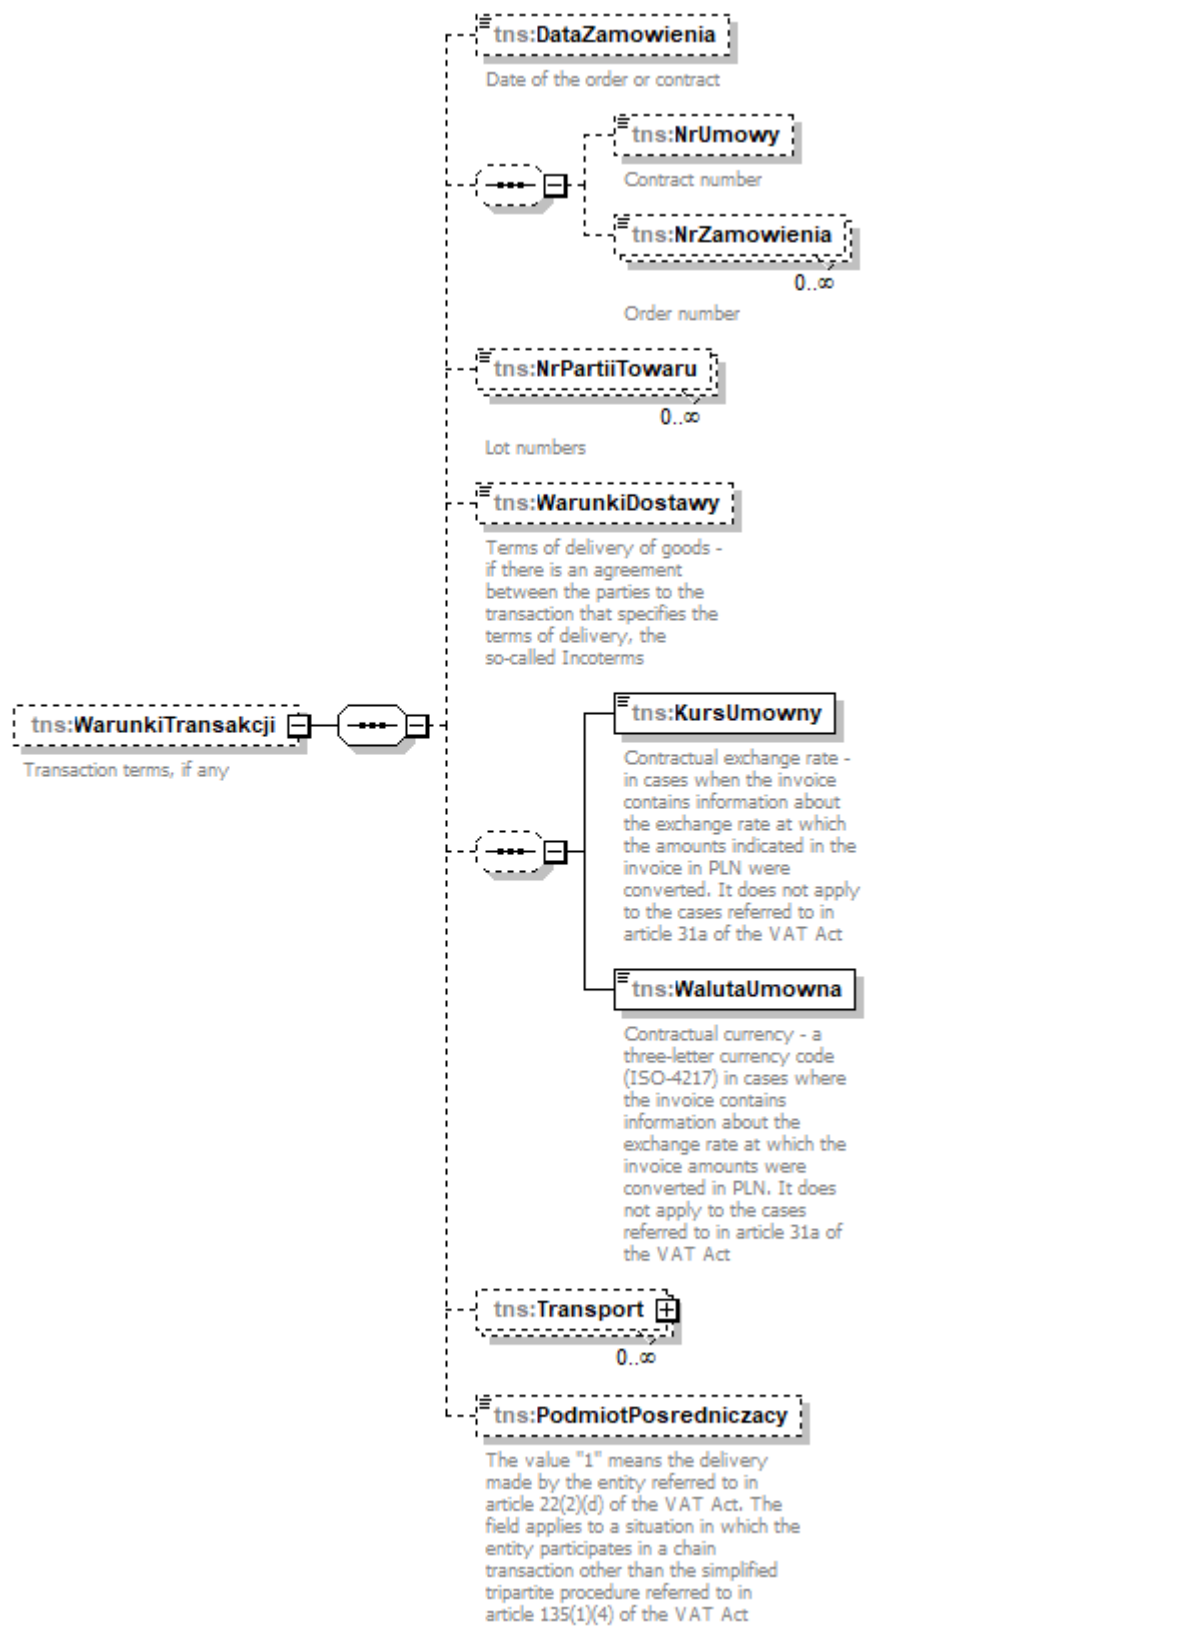 tns:DataZamowienia
Date of the order or contract
tns:NrUmowy
Contract number
tns:NrZamowienia
0..∞
Order number
tns:NrPartiiTowaru
0..∞
Lot numbers
tns:WarunkiDostawy
Terms of delivery of goods -
if there is an agreement
between the parties to the
transaction that specifies the
terms of delivery, the
so-called Incoterms
tns:WarunkiTransakcji
Transaction terms, if any
tns:KursUmowny
Contractual exchange rate -
in cases when the invoice
contains information about
the exchange rate at which
the amounts indicated in the
invoice in PLN were
converted. It does not apply
to the cases referred to in
article 31a of the VAT Act
tns:WalutaUmowna
Contractual currency - a
three-letter currency code
(ISO-4217) in cases where
the invoice contains
information about the
exchange rate at which the
invoice amounts were
converted in PLN. It does
not apply to the cases
referred to in article 31a of
the VAT Act
tns:Transport
0..∞
tns:PodmiotPosredniczacy
The value "1" means the delivery
made by the entity referred to in
article 22(2)(d) of the VAT Act. The
field applies to a situation in which the
entity participates in a chain
transaction other than the simplified
tripartite procedure referred to in
article 135(1)(4) of the VAT Act